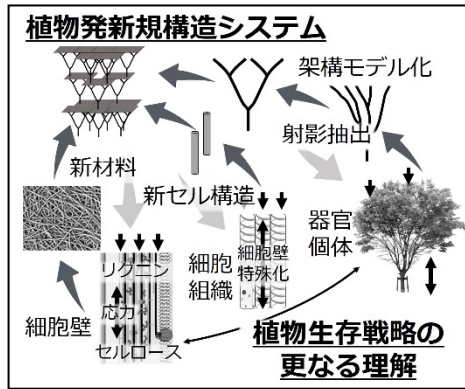 植物発新規構造システム
架構モデル化
射影抽出
新材料
新セル構造
器官
個体
細胞
組織
細胞壁
特殊化
リグニン
応力
セルロース
細胞壁
植物生存戦略の
更なる理解